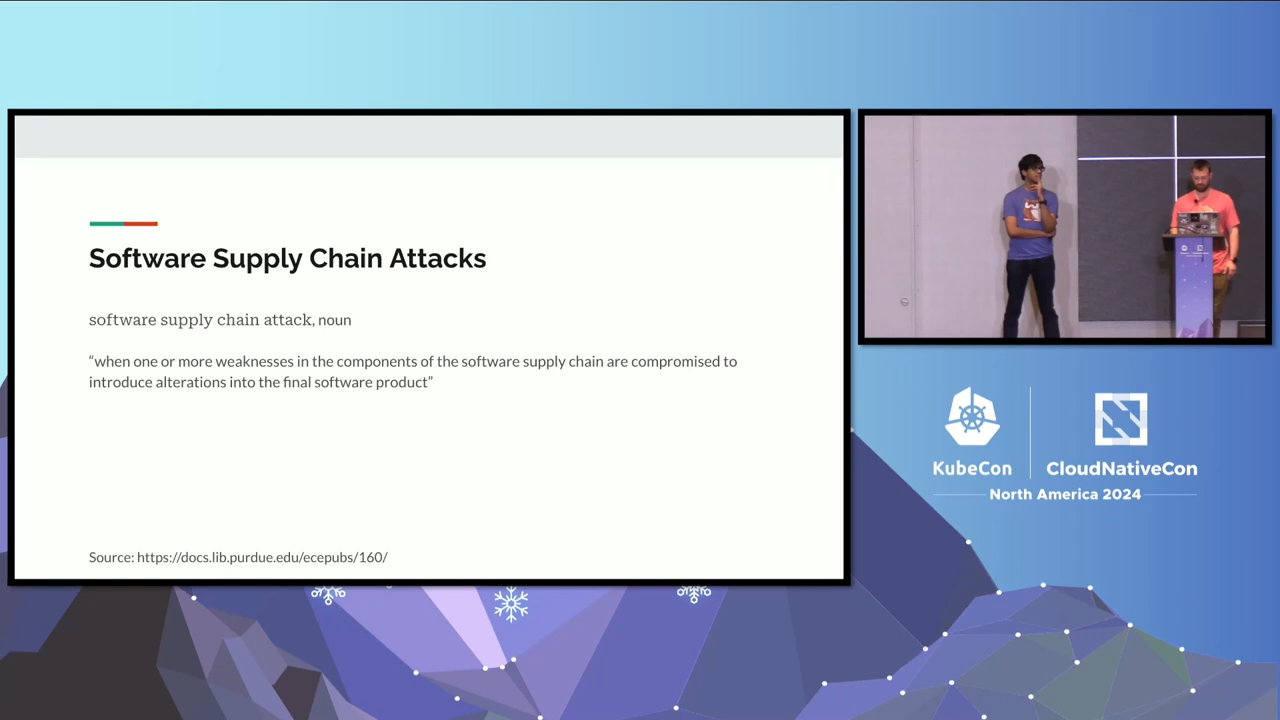 Software Supply Chain Attacks
software supply chain attack, noun
“when one or more weaknesses in the components of the software supply chain are compromised to
introduce alterations into the final software product”
Source: https://docs.lib.purdue.edu/ecepubs/160/
KubeCon
CloudNativeCon
North America 2024